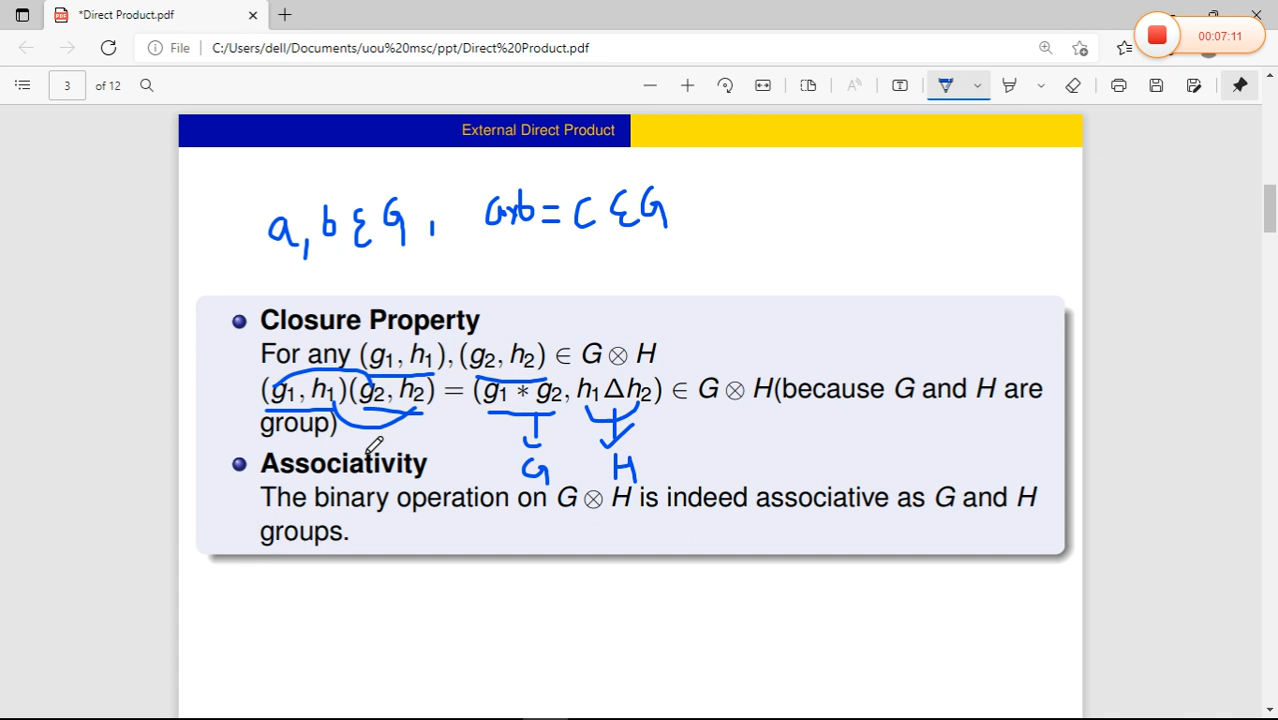 *Direct Product.pdf
00:07:11
File C:/Users/dell/Documents/uou%20msc/ppt/Direct%20Product.pdf
3 of 12
External Direct Product
a, b ∈ G, a*b = c ∈ G
Closure Property
For any (g₁, h₁), (g₂, h₂) ∈ G ⊗ H
(g₁, h₁)(g₂, h₂) = (g₁ ∗ g₂, h₁Δh₂) ∈ G ⊗ H(because G and H are
group)
G H
Associativity
The binary operation on G ⊗ H is indeed associative as G and H
groups.